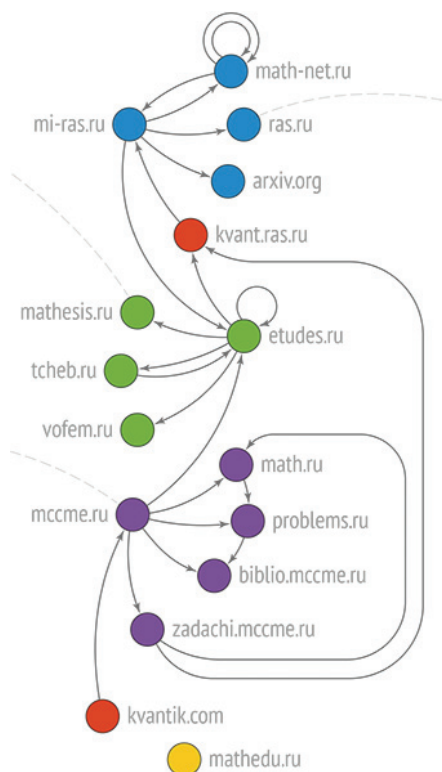 math-net.ru
mi-ras.ru
ras.ru
arxiv.org
kvant.ras.ru
mathesis.ru
etudes.ru
tcheb.ru
vofem.ru
math.ru
mccme.ru
problems.ru
biblio.mccme.ru
zadachi.mccme.ru
kvantik.com
mathedu.ru